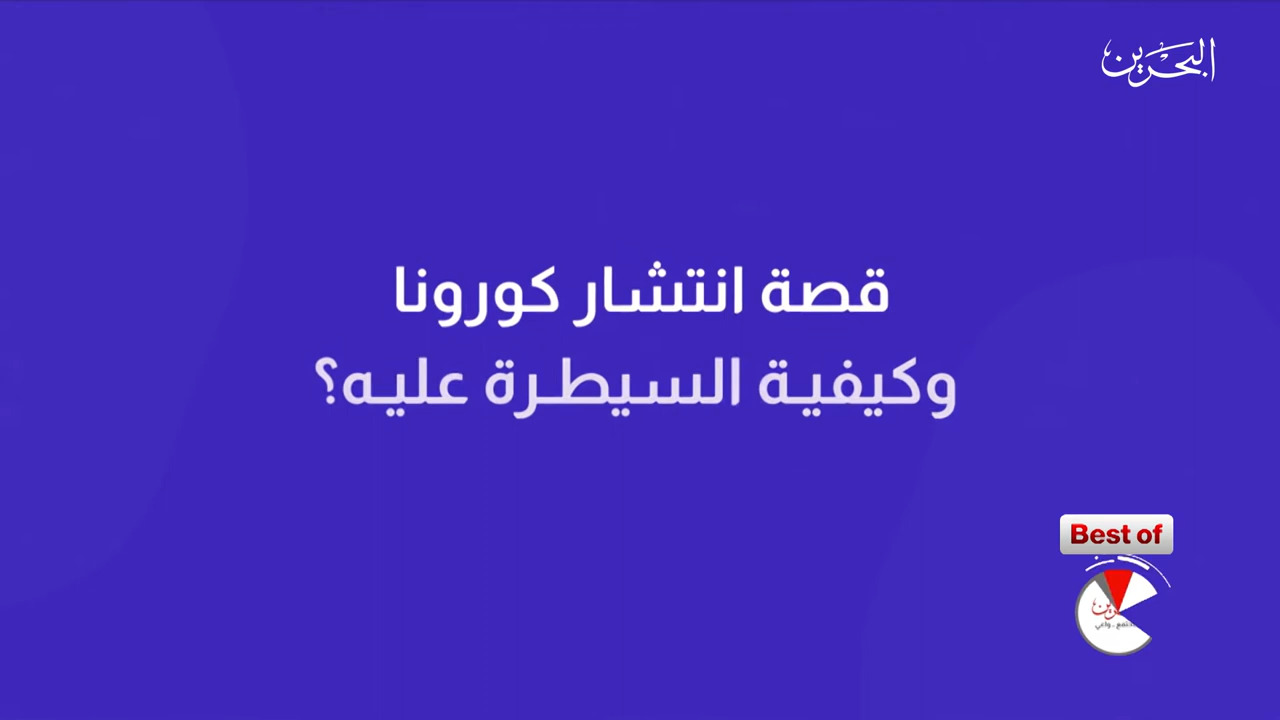 البحرين
قصة انتشار كورونا
وكيفية السيطرة عليه؟
Best of